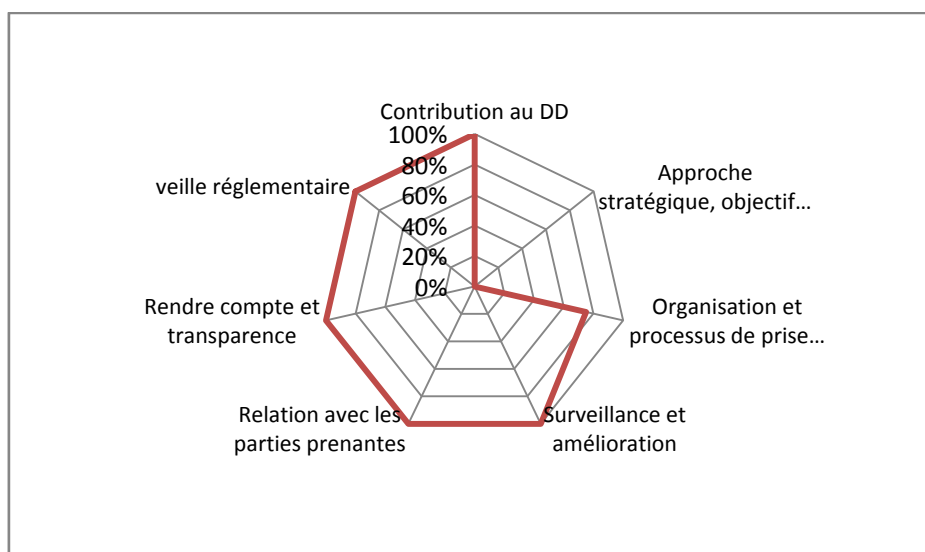 Contribution au DD
100%
80%
60%
40%
20%
0%
Approche
stratégique, objectif…
Organisation et
processus de prise…
Surveillance et
amélioration
Relation avec les
parties prenantes
Rendre compte et
transparence
veille réglementaire